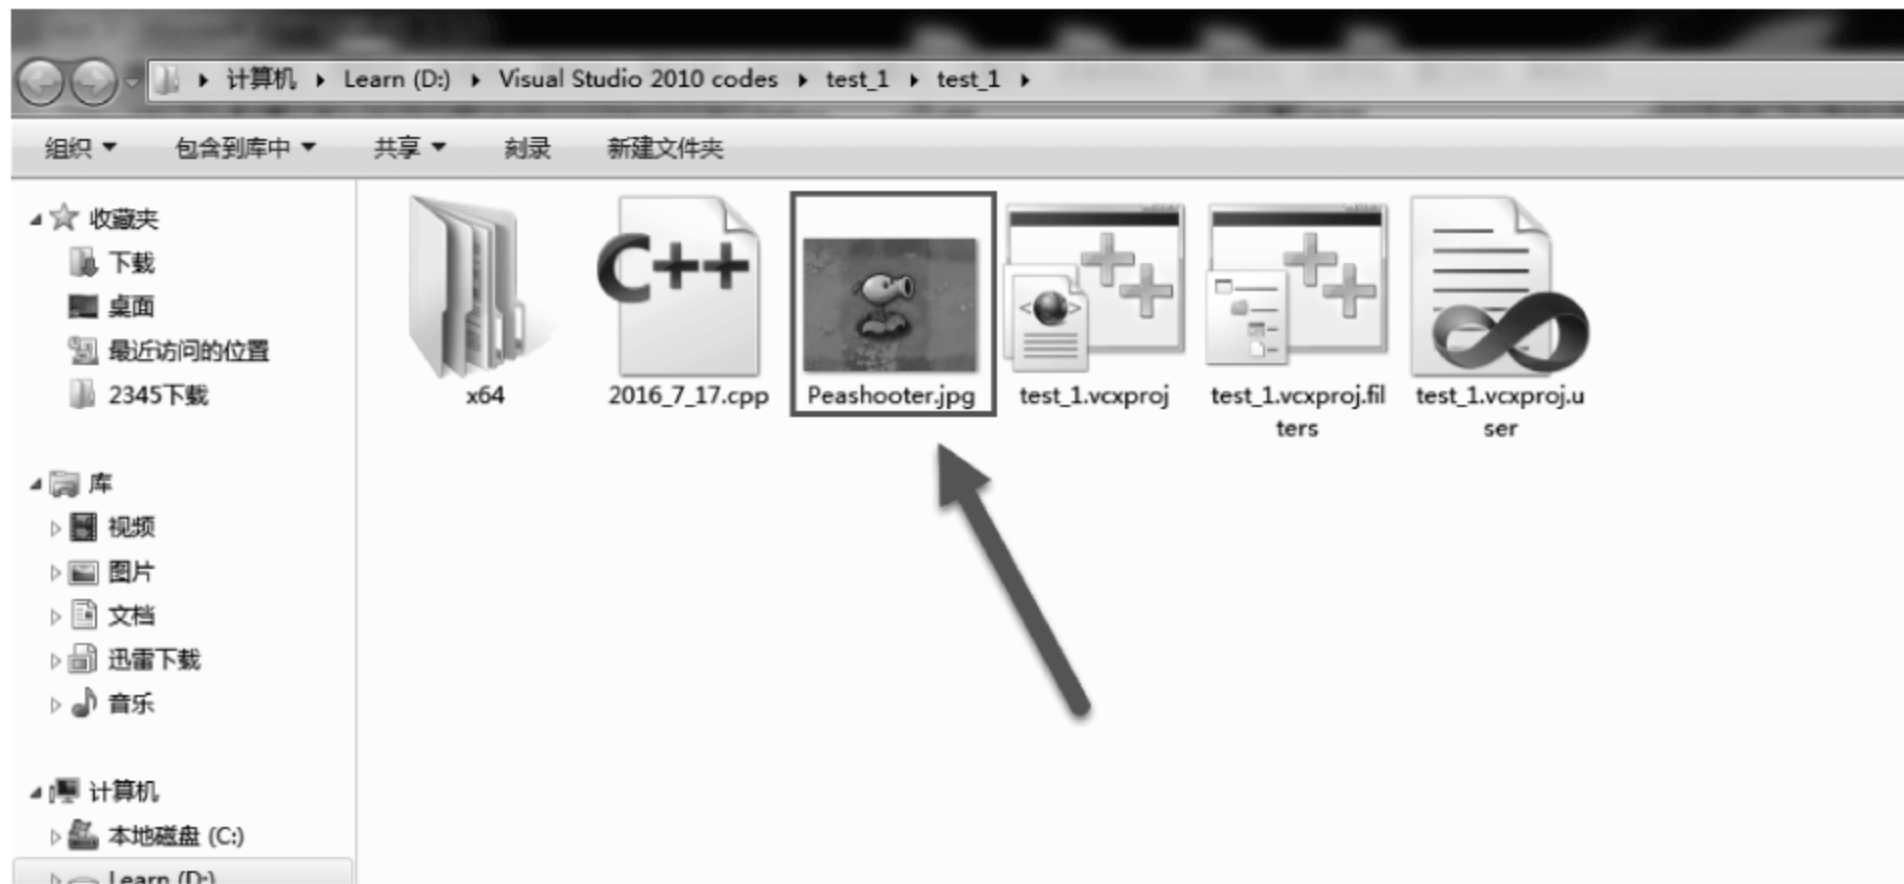 计算机 Learn (D:) Visual Studio 2010 codes test_1 test_1
组织 包含到库中 共享 刻录 新建文件夹
收藏夹
下载
桌面
最近访问的位置
2345下载
库
视频
图片
文档
迅雷下载
音乐
计算机
本地磁盘 (C:)
Learn (D:)
C++
x64
2016_7_17.cpp
Peashooter.jpg
test_1.vcxproj
test_1.vcxproj.fil
ters
test_1.vcxproj.u
ser